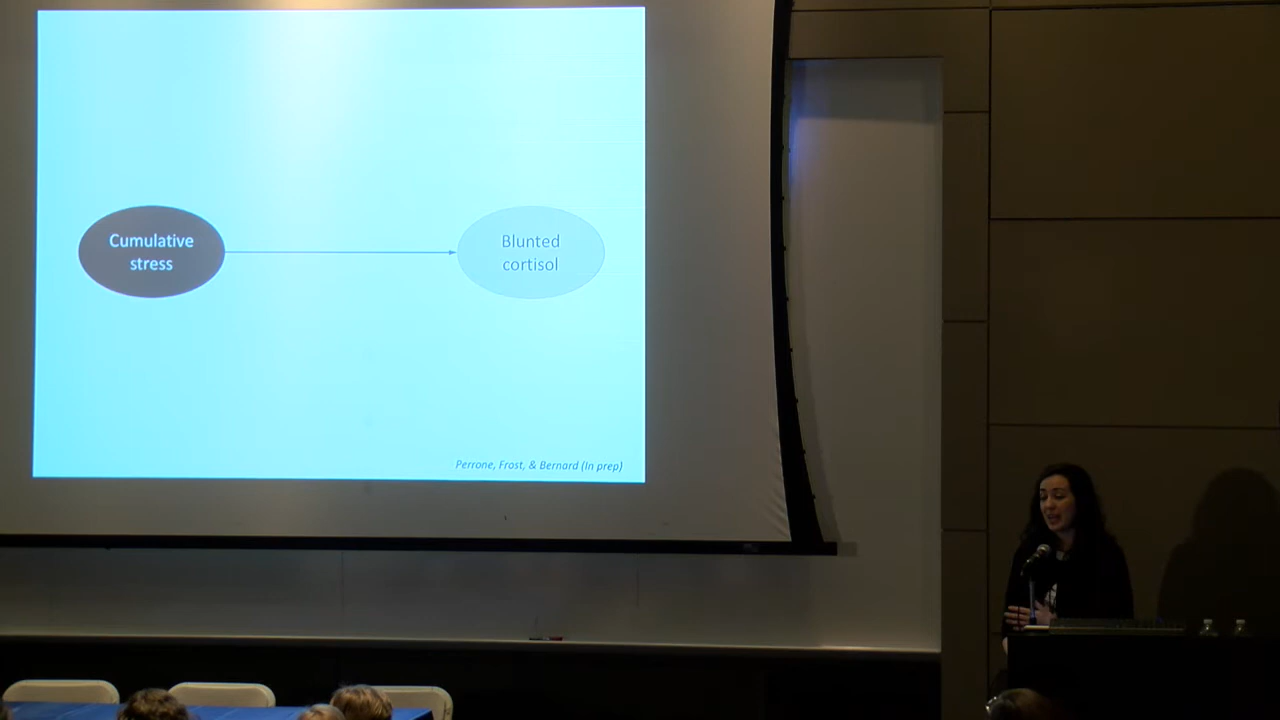 Cumulative
stress
Blunted
cortisol
Perrone, Frost, & Bernard (In prep)